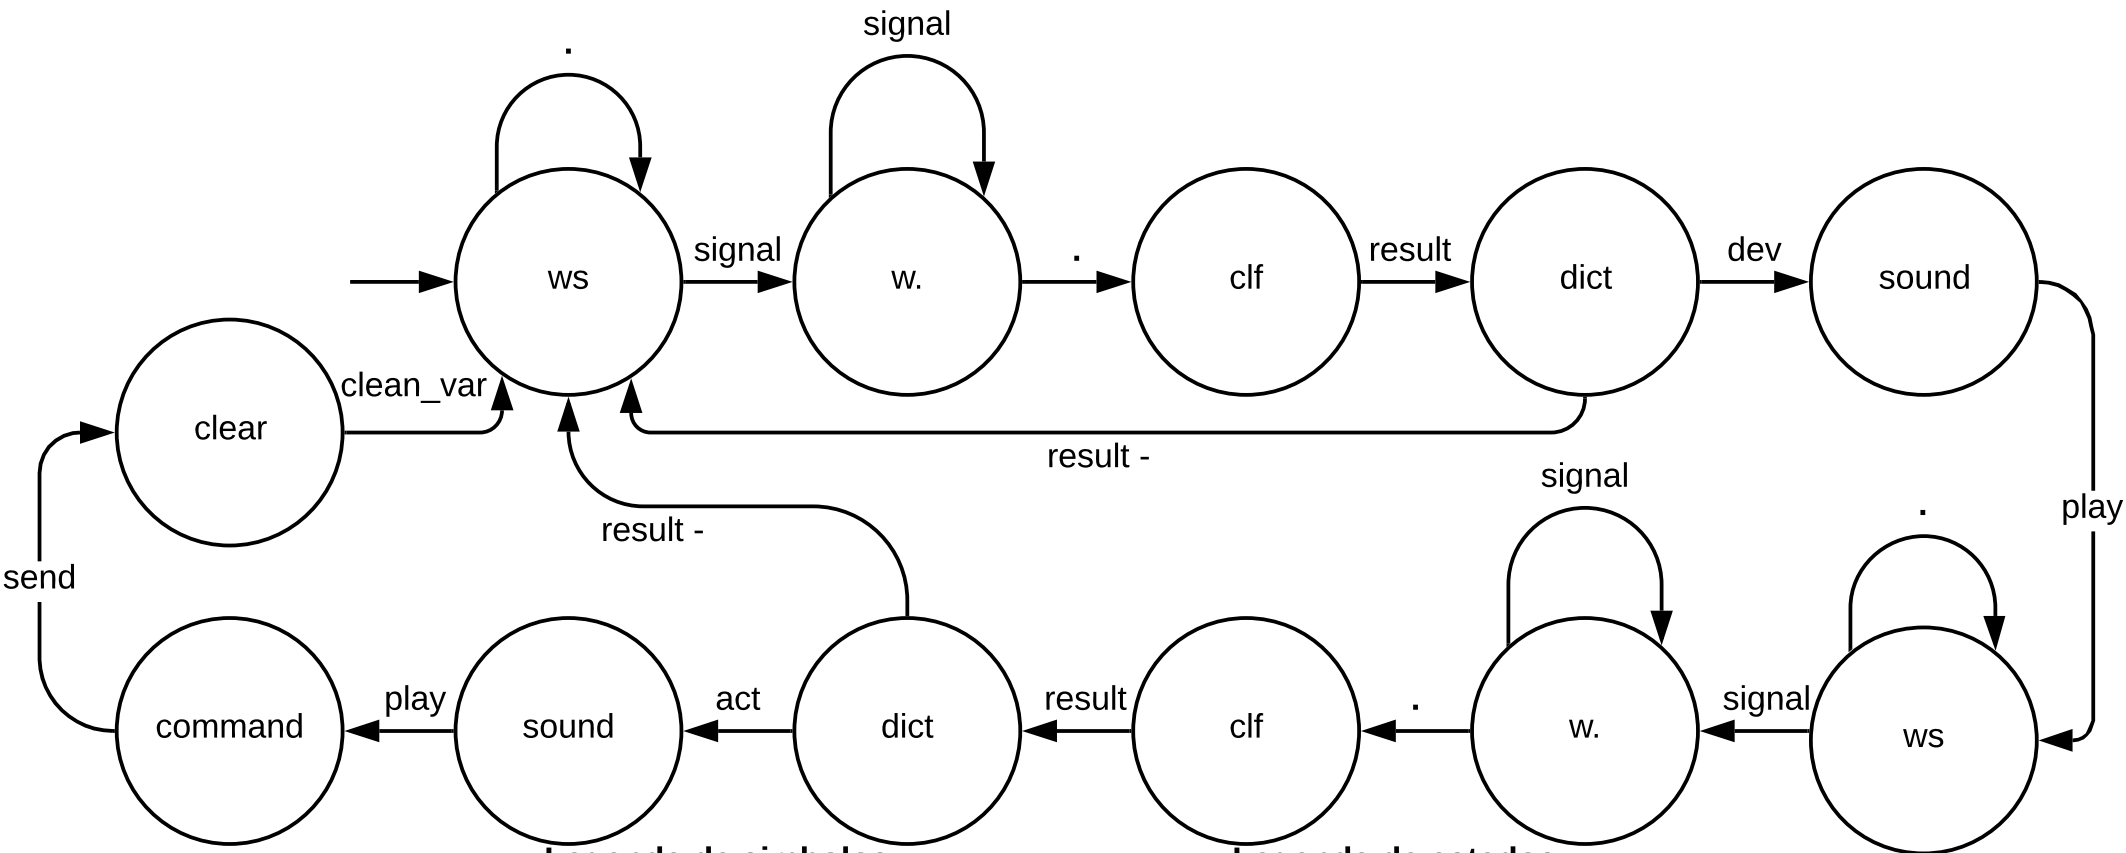 signal
.
ws
signal
w.
.
clf
result
dict
dev
sound
clean_var
clear
result -
signal
result -
.
play
send
command
play
sound
act
dict
result
clf
.
w.
signal
ws